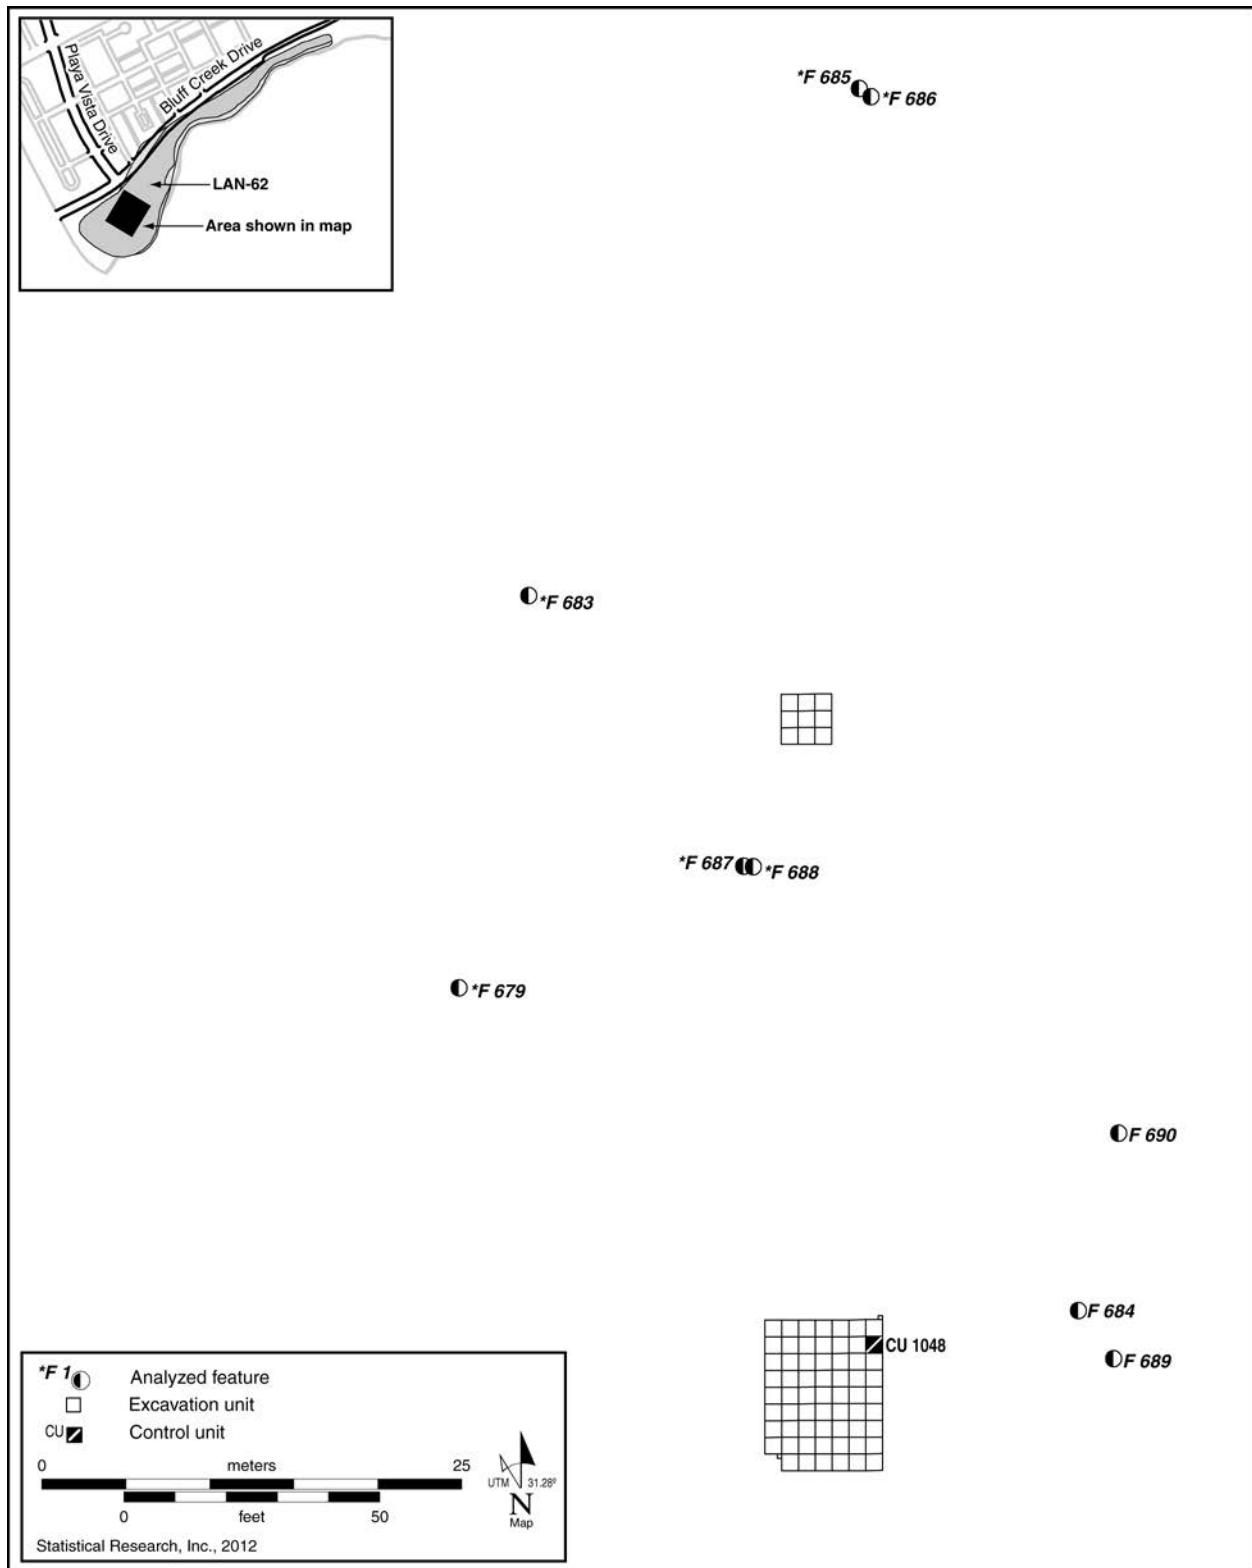 Playa Vista Drive
Bluff Creek Drive
LAN-62
Area shown in map
*F 685
*F 686
*F 683
*F 687
*F 688
*F 679
F 690
F 684
CU 1048
F 689
*F 1
Analyzed feature
Excavation unit
CU
Control unit
0 meters 25
0 feet 50
UTM 31.28º
N
Map
Statistical Research, Inc., 2012